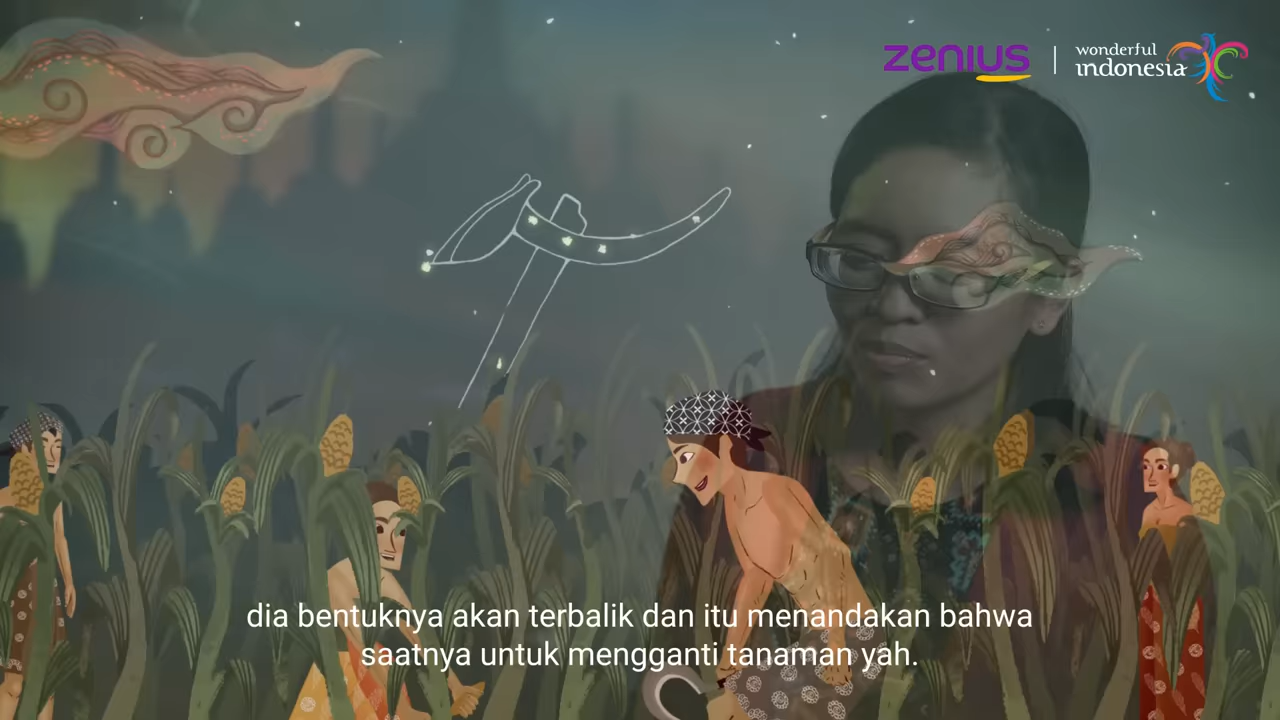 zenius
wonderful
indonesia
dia bentuknya akan terbalik dan itu menandakan bahwa
saatnya untuk mengganti tanaman yah.